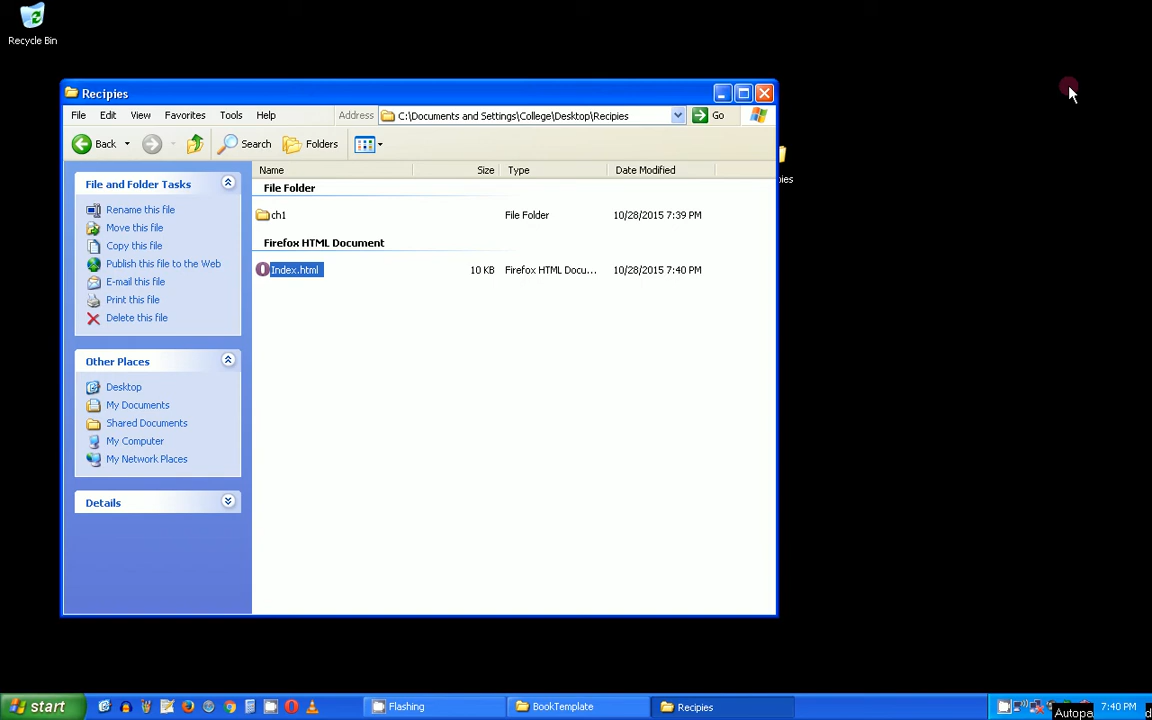 Recycle Bin
Recipies
File Edit View Favorites Tools Help Address C:\Documents and Settings\College\Desktop\Recipies Go
Back Search Folders
Name Size Type Date Modified
File and Folder Tasks
Rename this file
Move this file
Copy this file
Publish this file to the Web
E-mail this file
Print this file
Delete this file
Other Places
Desktop
My Documents
Shared Documents
My Computer
My Network Places
Details
File Folder
ch1 File Folder 10/28/2015 7:39 PM
Firefox HTML Document
Index.html 10 KB Firefox HTML Docu... 10/28/2015 7:40 PM
pies
start Flashing BookTemplate Recipies 7:40 PM
Autopa